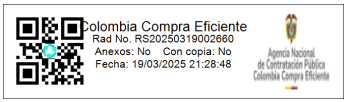 Colombia Compra Eficiente
Rad No. RS20250319002660
Anexos: No    Con copia: No
Fecha: 19/03/2025 21:28:48
Agencia Nacional
de Contratación Pública
Colombia Compra Eficiente